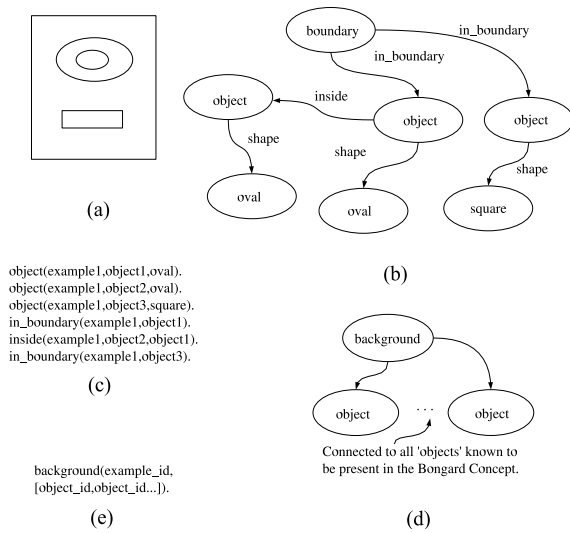 boundary
in_boundary
in_boundary
object
inside
object
object
shape
shape
shape
oval
oval
square
(a)
(b)
object(example1,object1,oval).
object(example1,object2,oval).
object(example1,object3,square).
in_boundary(example1,object1).
inside(example1,object2,object1).
in_boundary(example1,object3).
(c)
background
object
. . .
object
Connected to all 'objects' known to
be present in the Bongard Concept.
(d)
background(example_id,
[object_id,object_id...]).
(e)